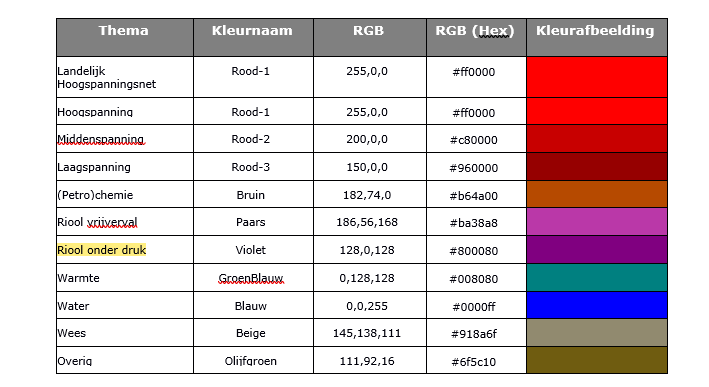 Thema Kleurnaam RGB RGB (Hex) Kleurafbeelding
Landelijk
Hoogspanningsnet Rood-1 255,0,0 #ff0000
Hoogspanning Rood-1 255,0,0 #ff0000
Middenspanning Rood-2 200,0,0 #c80000
Laagspanning Rood-3 150,0,0 #960000
(Petro)chemie Bruin 182,74,0 #b64a00
Riool vrijverval Paars 186,56,168 #ba38a8
Riool onder druk Violet 128,0,128 #800080
Warmte GroenBlauw 0,128,128 #008080
Water Blauw 0,0,255 #0000ff
Wees Beige 145,138,111 #918a6f
Overig Olijfgroen 111,92,16 #6f5c10